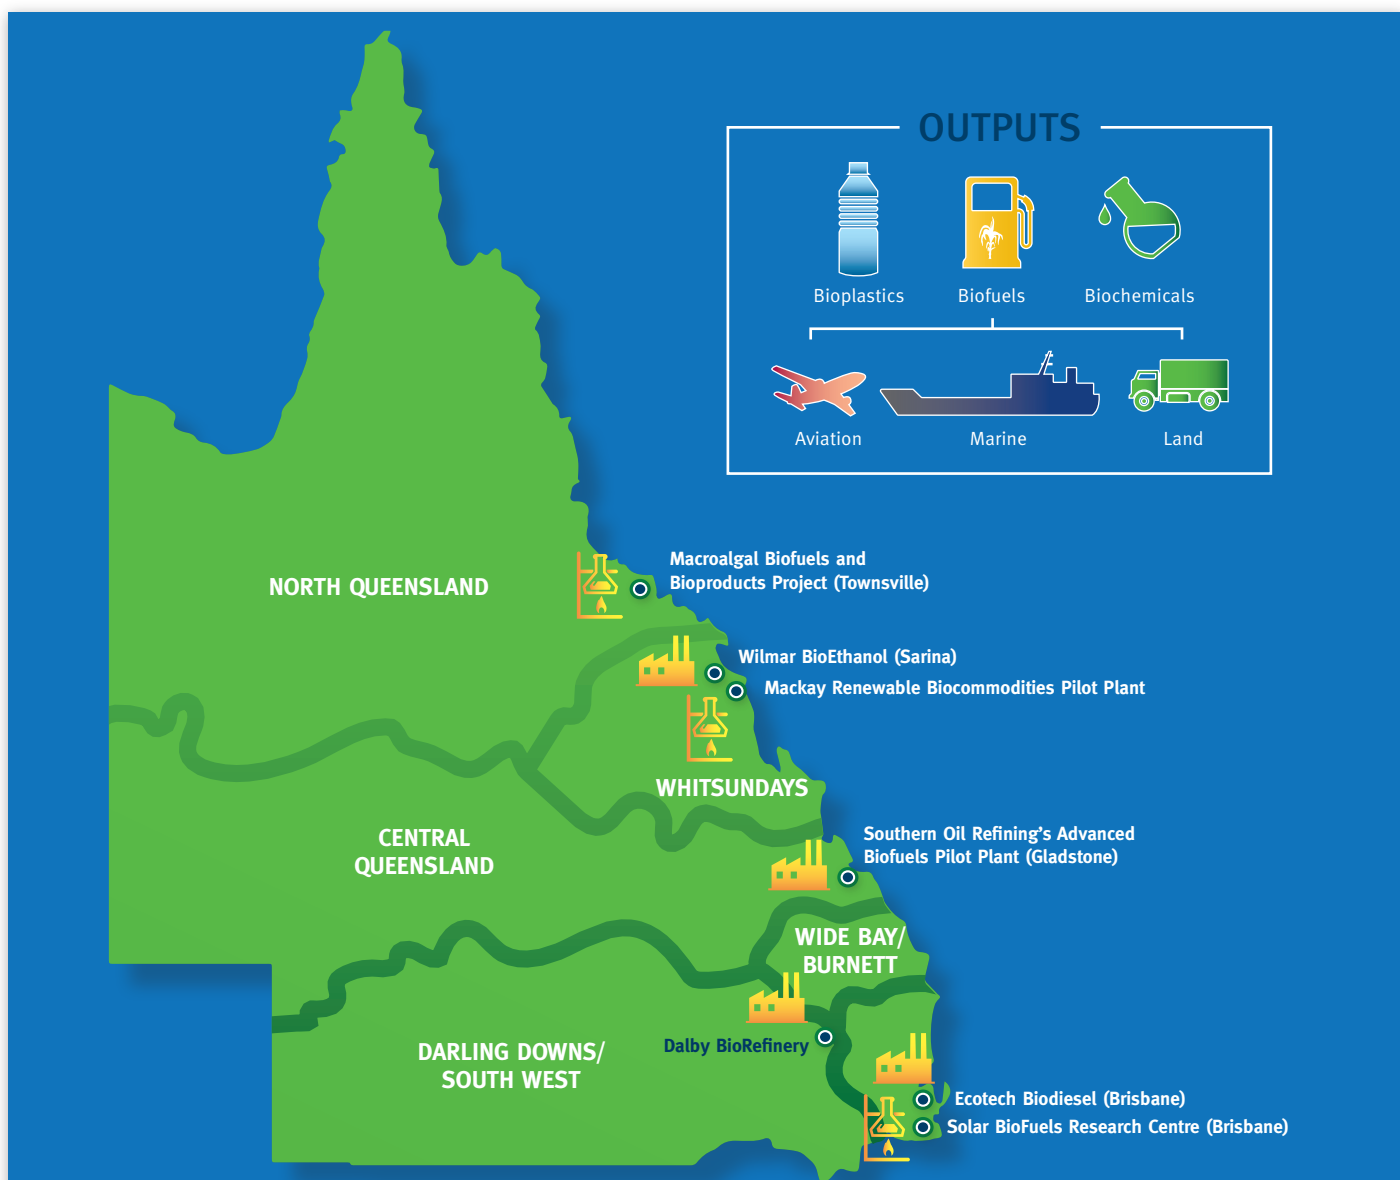 OUTPUTS
Bioplastics
Biofuels
Biochemicals
Aviation
Marine
Land
Macroalgal Biofuels and
Bioproducts Project (Townsville)
NORTH QUEENSLAND
Wilmar BioEthanol (Sarina)
Mackay Renewable Biocommodities Pilot Plant
WHITSUNDAYS
CENTRAL
QUEENSLAND
Southern Oil Refining's Advanced
Biofuels Pilot Plant (Gladstone)
WIDE BAY/
BURNETT
Dalby BioRefinery
DARLING DOWNS/
SOUTH WEST
Ecotech Biodiesel (Brisbane)
Solar BioFuels Research Centre (Brisbane)